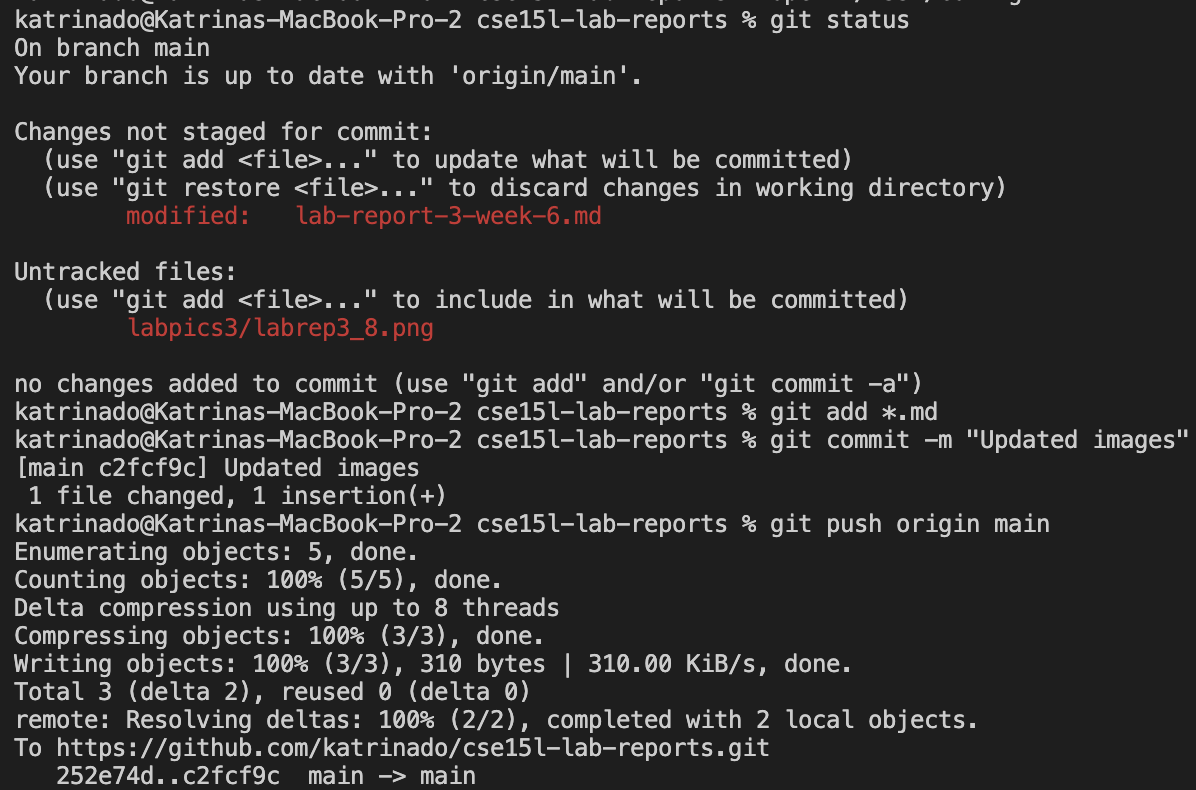 katrinado@Katrinas-MacBook-Pro-2 cse15l-lab-reports % git status
On branch main
Your branch is up to date with 'origin/main'.
Changes not staged for commit:
  (use "git add <file>..." to update what will be committed)
  (use "git restore <file>..." to discard changes in working directory)
        modified:   lab-report-3-week-6.md
Untracked files:
  (use "git add <file>..." to include in what will be committed)
        labpics3/labrep3_8.png
no changes added to commit (use "git add" and/or "git commit -a")
katrinado@Katrinas-MacBook-Pro-2 cse15l-lab-reports % git add *.md
katrinado@Katrinas-MacBook-Pro-2 cse15l-lab-reports % git commit -m "Updated images"
[main c2fcf9c] Updated images
 1 file changed, 1 insertion(+)
katrinado@Katrinas-MacBook-Pro-2 cse15l-lab-reports % git push origin main
Enumerating objects: 5, done.
Counting objects: 100% (5/5), done.
Delta compression using up to 8 threads
Compressing objects: 100% (3/3), done.
Writing objects: 100% (3/3), 310 bytes | 310.00 KiB/s, done.
Total 3 (delta 2), reused 0 (delta 0)
remote: Resolving deltas: 100% (2/2), completed with 2 local objects.
To https://github.com/katrinado/cse15l-lab-reports.git
   252e74d..c2fcf9c  main -> main